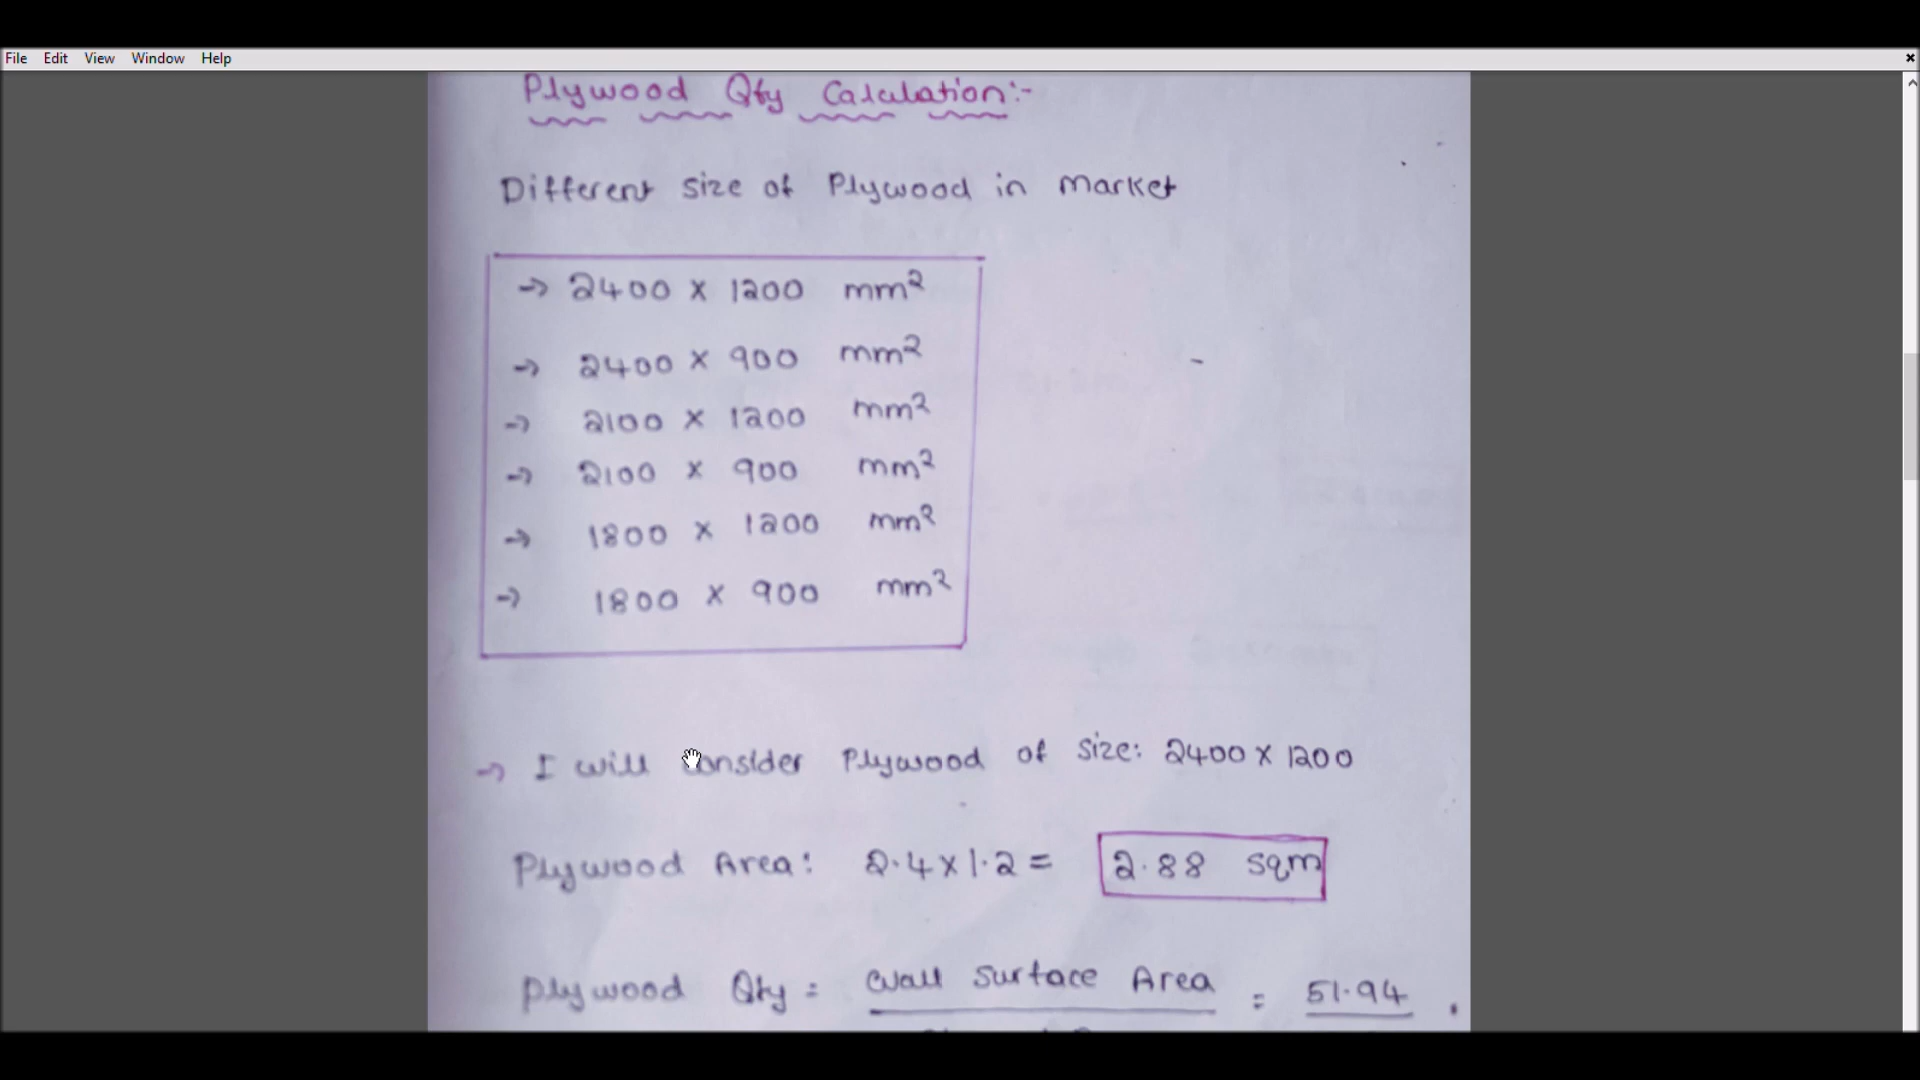 File Edit View Window Help
Plywood Qty Calculation:-
Different size of Plywood in market
→ 2400 x 1200 mm²
→ 2400 x 900 mm²
→ 2100 x 1200 mm²
→ 2100 x 900 mm²
→ 1800 x 1200 mm²
→ 1800 x 900 mm²
→ I will consider Plywood of size: 2400 x 1200
Plywood Area: 2.4 x 1.2 = 2.88 sqm
Plywood Qty = Wall Surface Area = 51.94